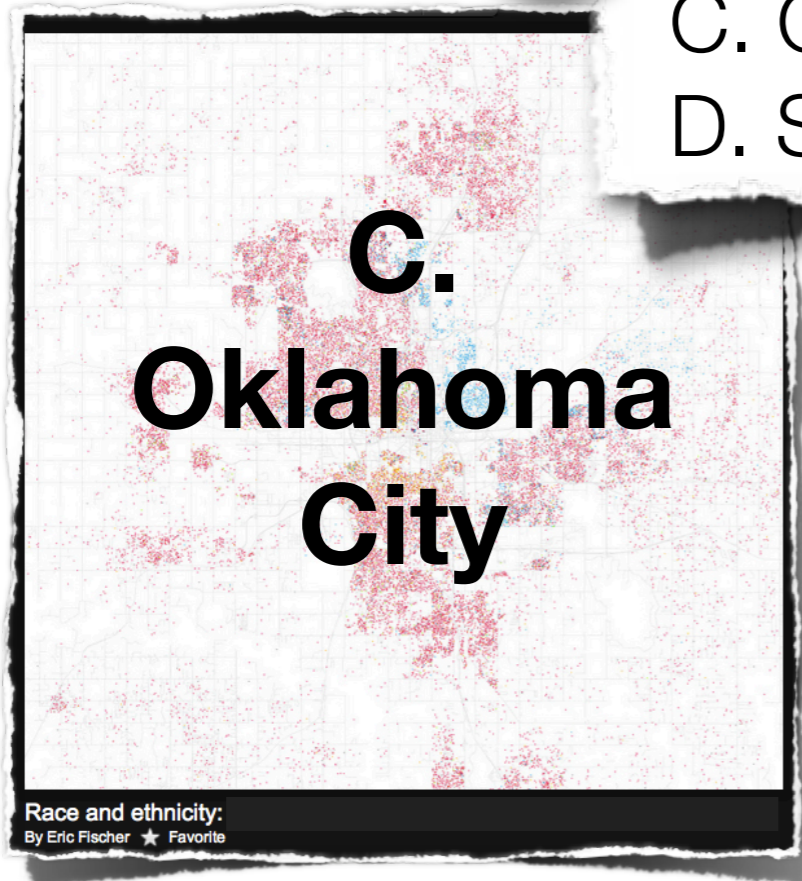 C.
D. S
C.
Oklahoma
City
Race and ethnicity:
By Eric Fischer ★ Favorite